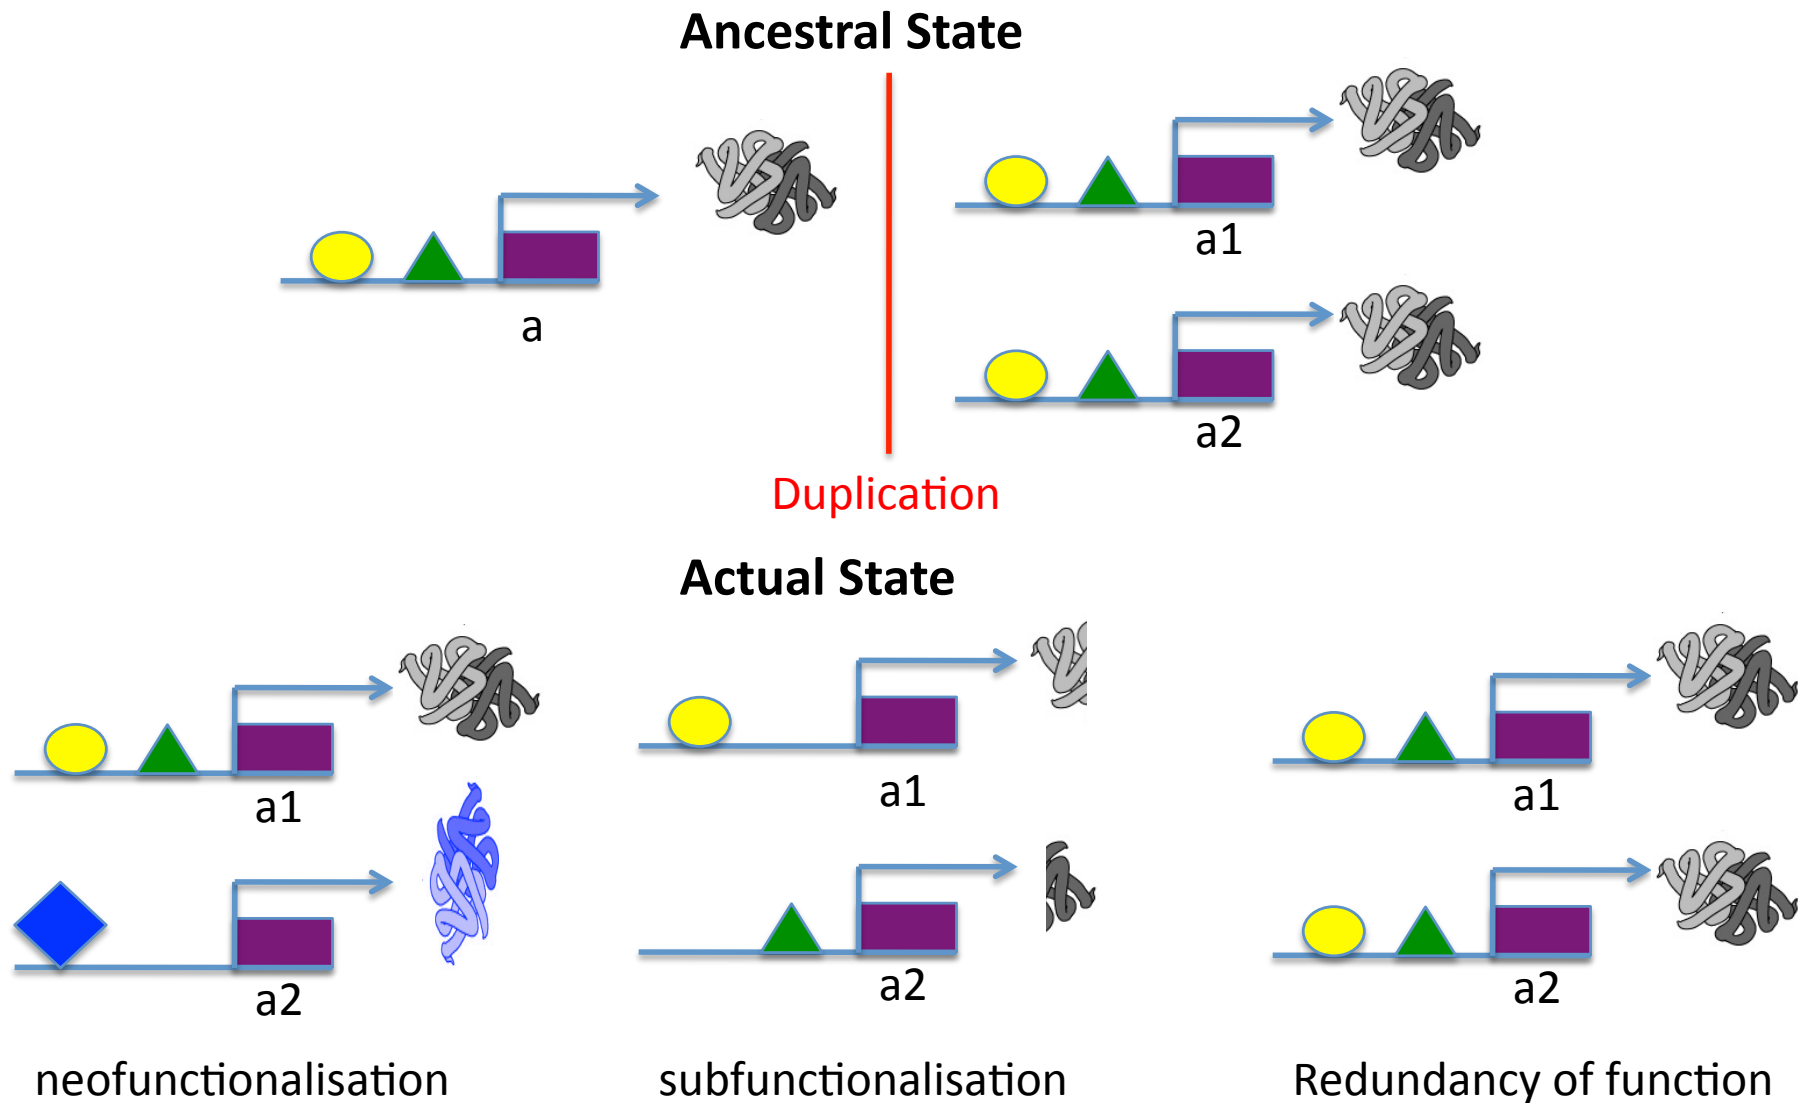 Ancestral State
a
a1
a2
Duplication
Actual State
a1
a2
neofunctionalisation
a1
a2
subfunctionalisation
a1
a2
Redundancy of function